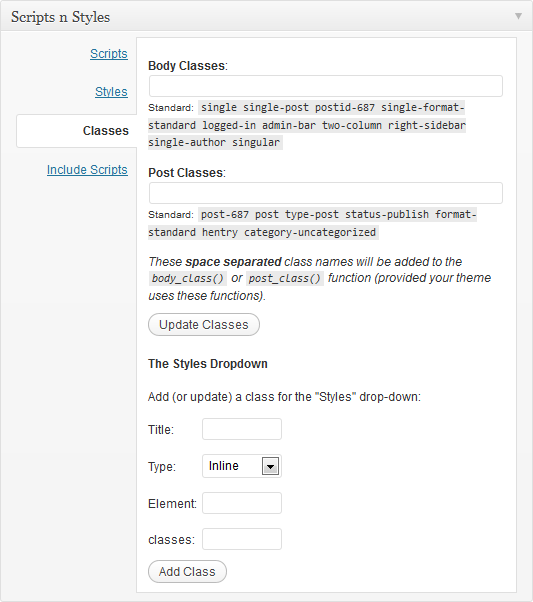 Scripts n Styles
Scripts
Styles
Classes
Include Scripts
Body Classes:
Standard: single single-post postid-687 single-format-
standard logged-in admin-bar two-column right-sidebar
single-author singular
Post Classes:
Standard: post-687 post type-post status-publish format-
standard hentry category-uncategorized
These space separated class names will be added to the
body_class() or post_class() function (provided your theme
uses these functions).
Update Classes
The Styles Dropdown
Add (or update) a class for the "Styles" drop-down:
Title:
Type: Inline
Element:
classes:
Add Class